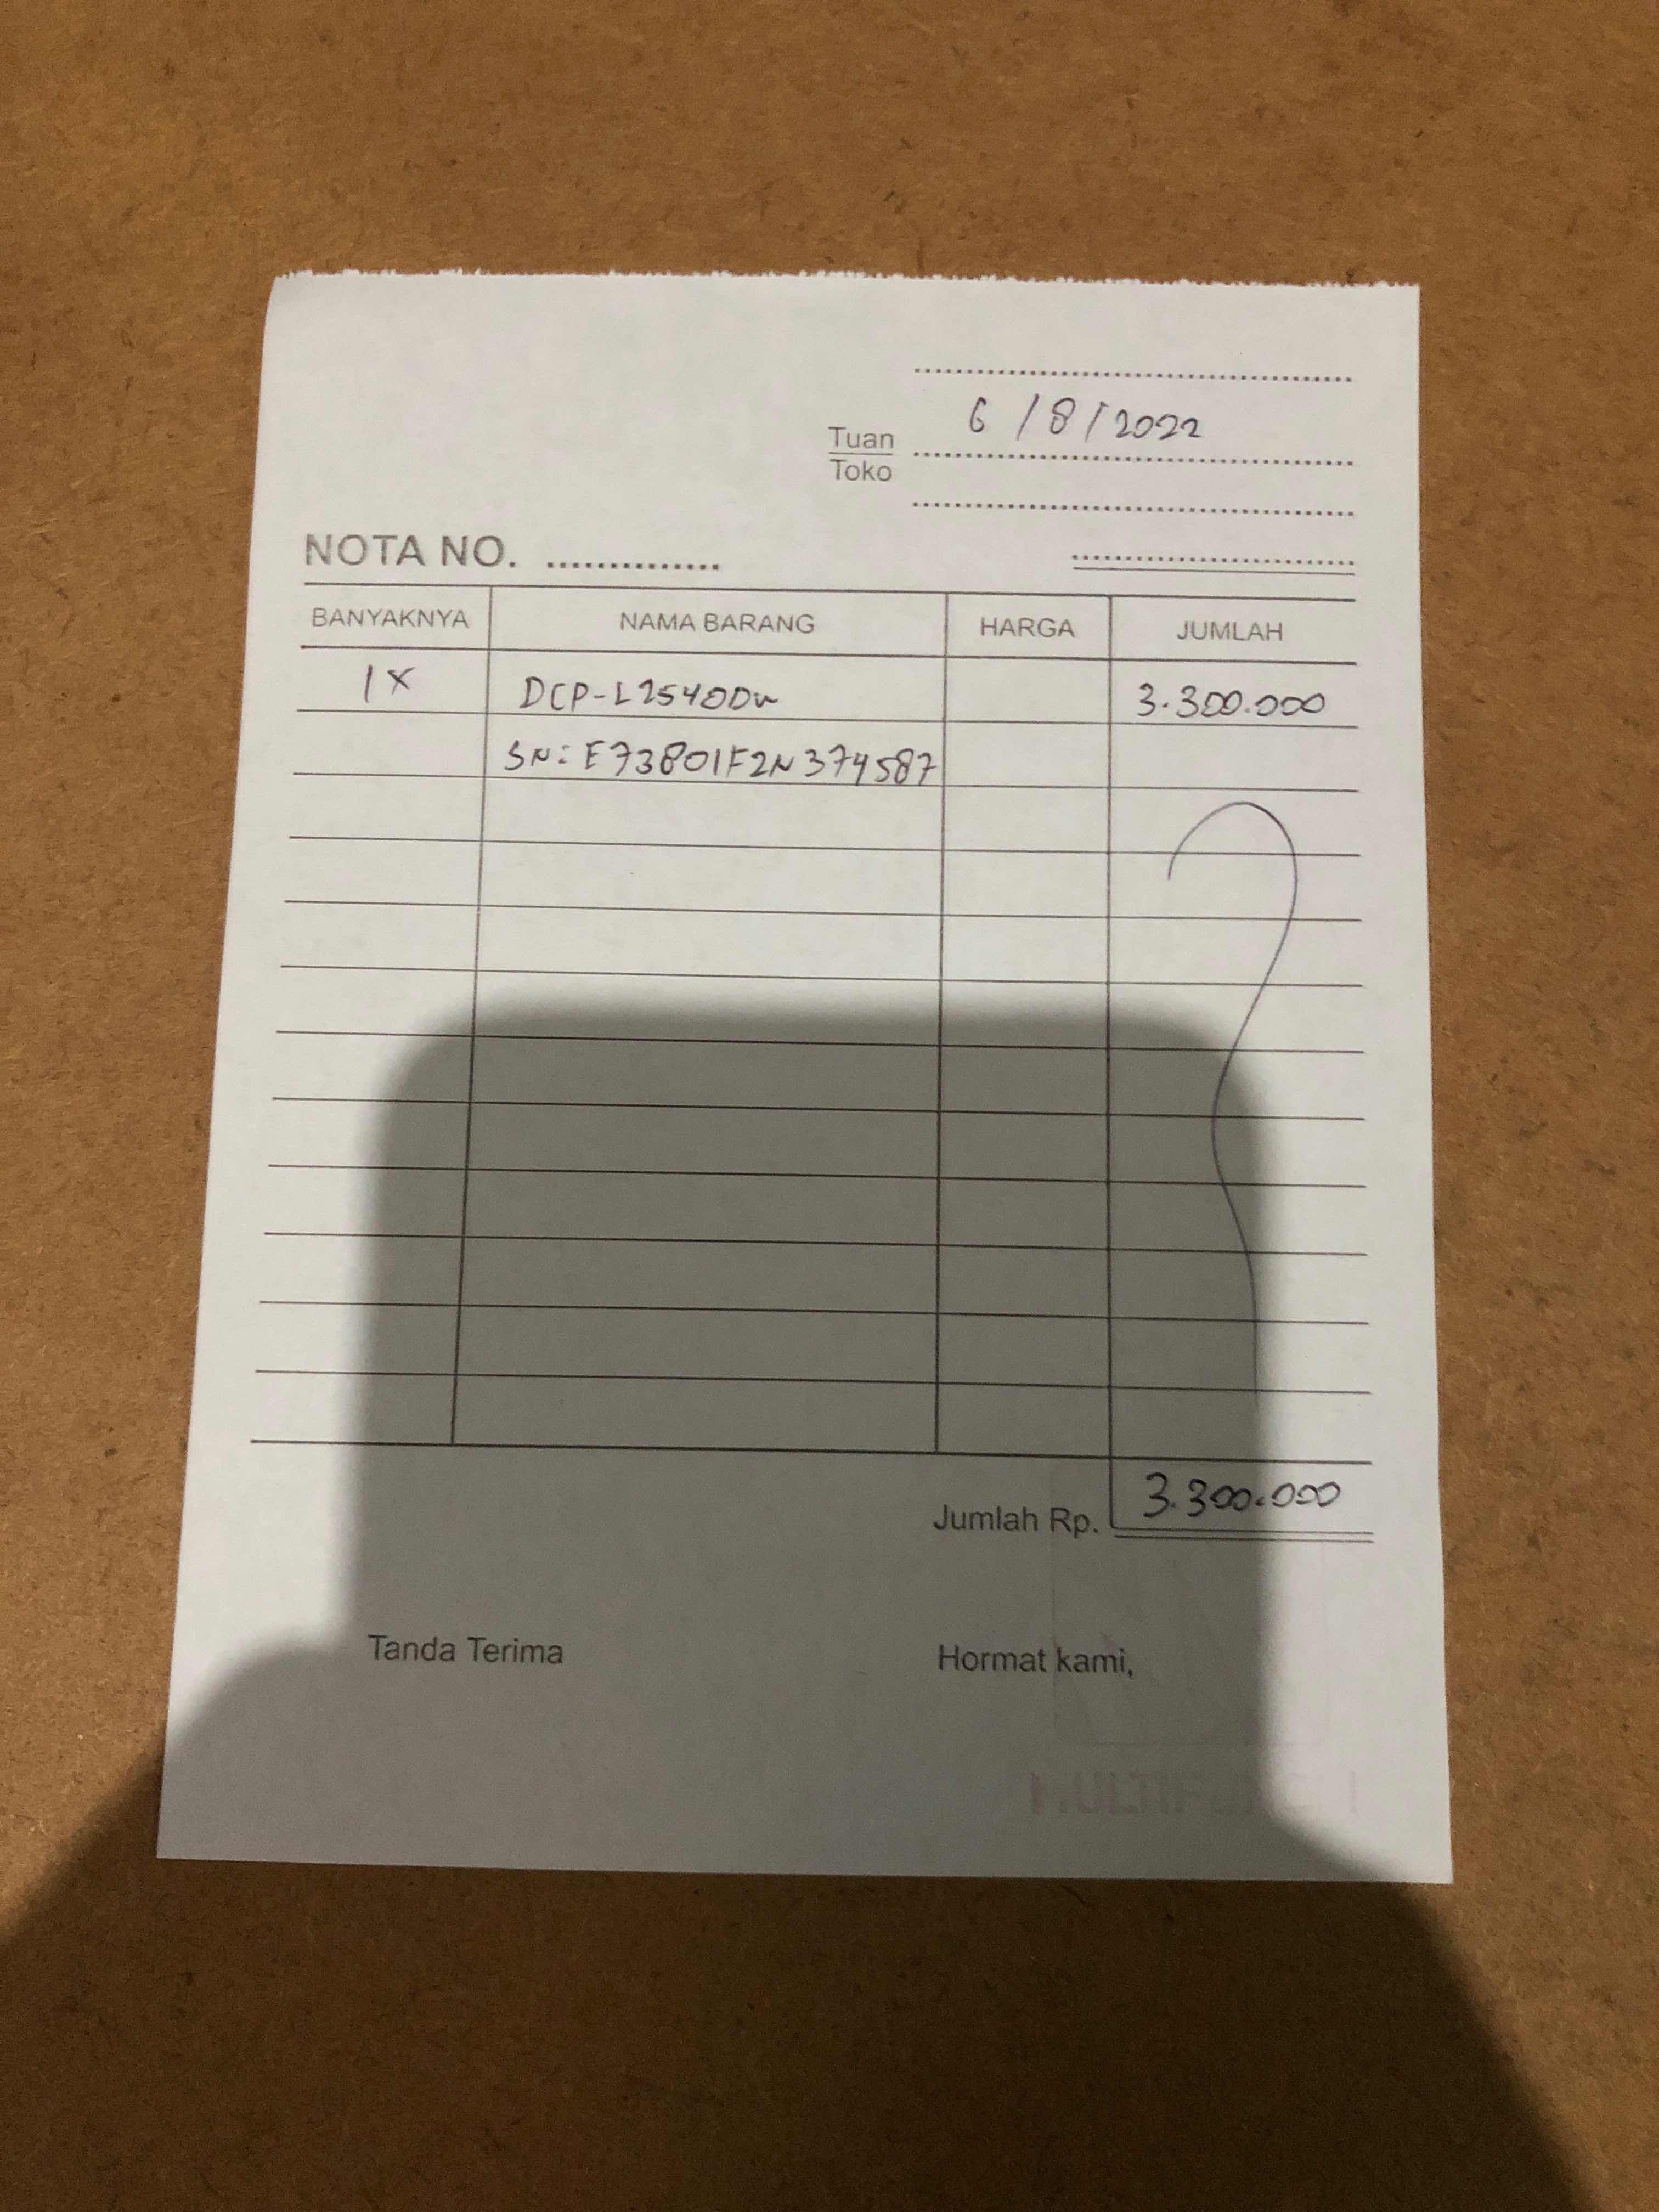 6/8/2022
Tuan
Toko
NOTA NO. ..............
BANYAKNYA NAMA BARANG HARGA JUMLAH
1X DCP-L2540DW 3.300.000
SN: E73801F2N374587
Jumlah Rp. 3.300.000
Tanda Terima Hormat kami,